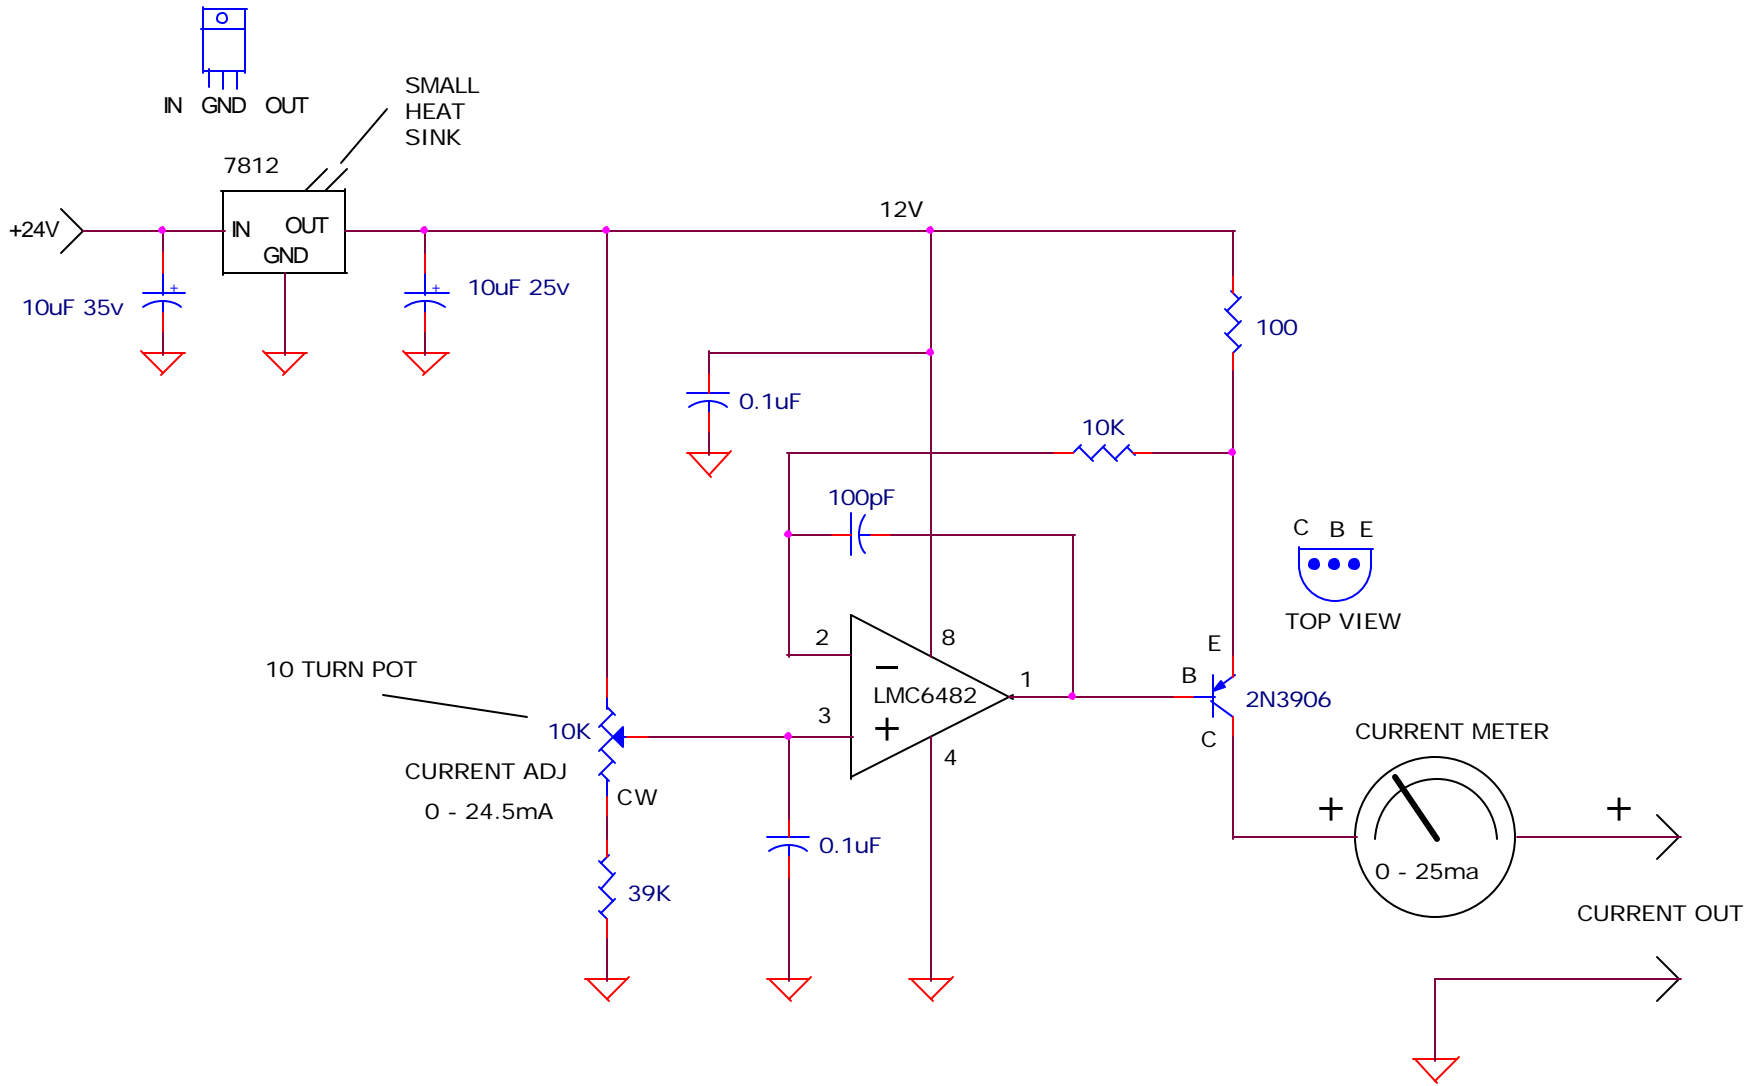 IN GND OUT
SMALL
HEAT
SINK
7812
+24V
IN OUT
GND
12V
10uF 35v
+
10uF 25v
+
100
0.1uF
10K
100pF
C B E
TOP VIEW
10 TURN POT
2
8
−
LMC6482
1
3
+
4
E
B
2N3906
C
10K
CURRENT ADJ
0 - 24.5mA
CW
CURRENT METER
+
+
0 - 25ma
0.1uF
39K
CURRENT OUT